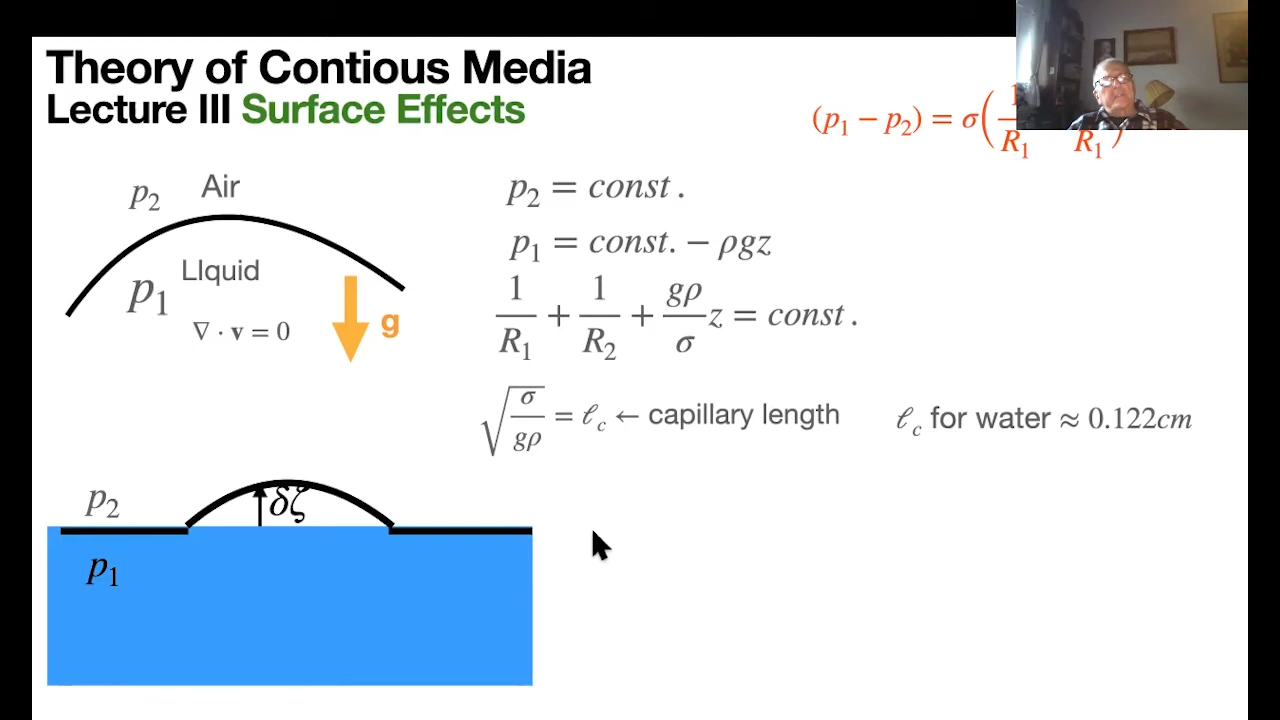 Theory of Contious Media
Lecture III Surface Effects
(p₁ − p₂) = σ(
R₁ R₁ )
p₂ Air
p₁ LIquid
∇ · v = 0
g
p₂ = const .
p₁ = const. − ρgz
1/R₁ + 1/R₂ + gρ/σ z = const .
√(σ/gρ) = ℓ_c ← capillary length
ℓ_c for water ≈ 0.122cm
p₂
δζ
p₁